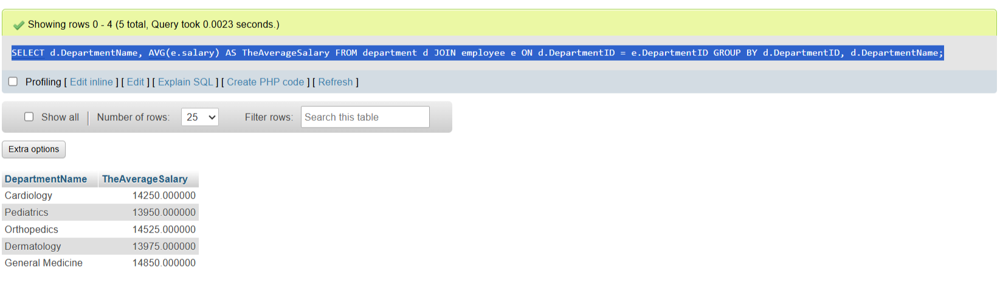 Showing rows 0 - 4 (5 total, Query took 0.0023 seconds.)
SELECT d.DepartmentName, AVG(e.salary) AS TheAverageSalary FROM department d JOIN employee e ON d.DepartmentID = e.DepartmentID GROUP BY d.DepartmentID, d.DepartmentName;
Profiling [ Edit inline ] [ Edit ] [ Explain SQL ] [ Create PHP code ] [ Refresh ]
Show all | Number of rows: 25 Filter rows: Search this table
Extra options
DepartmentName TheAverageSalary
Cardiology 14250.000000
Pediatrics 13950.000000
Orthopedics 14525.000000
Dermatology 13975.000000
General Medicine 14850.000000